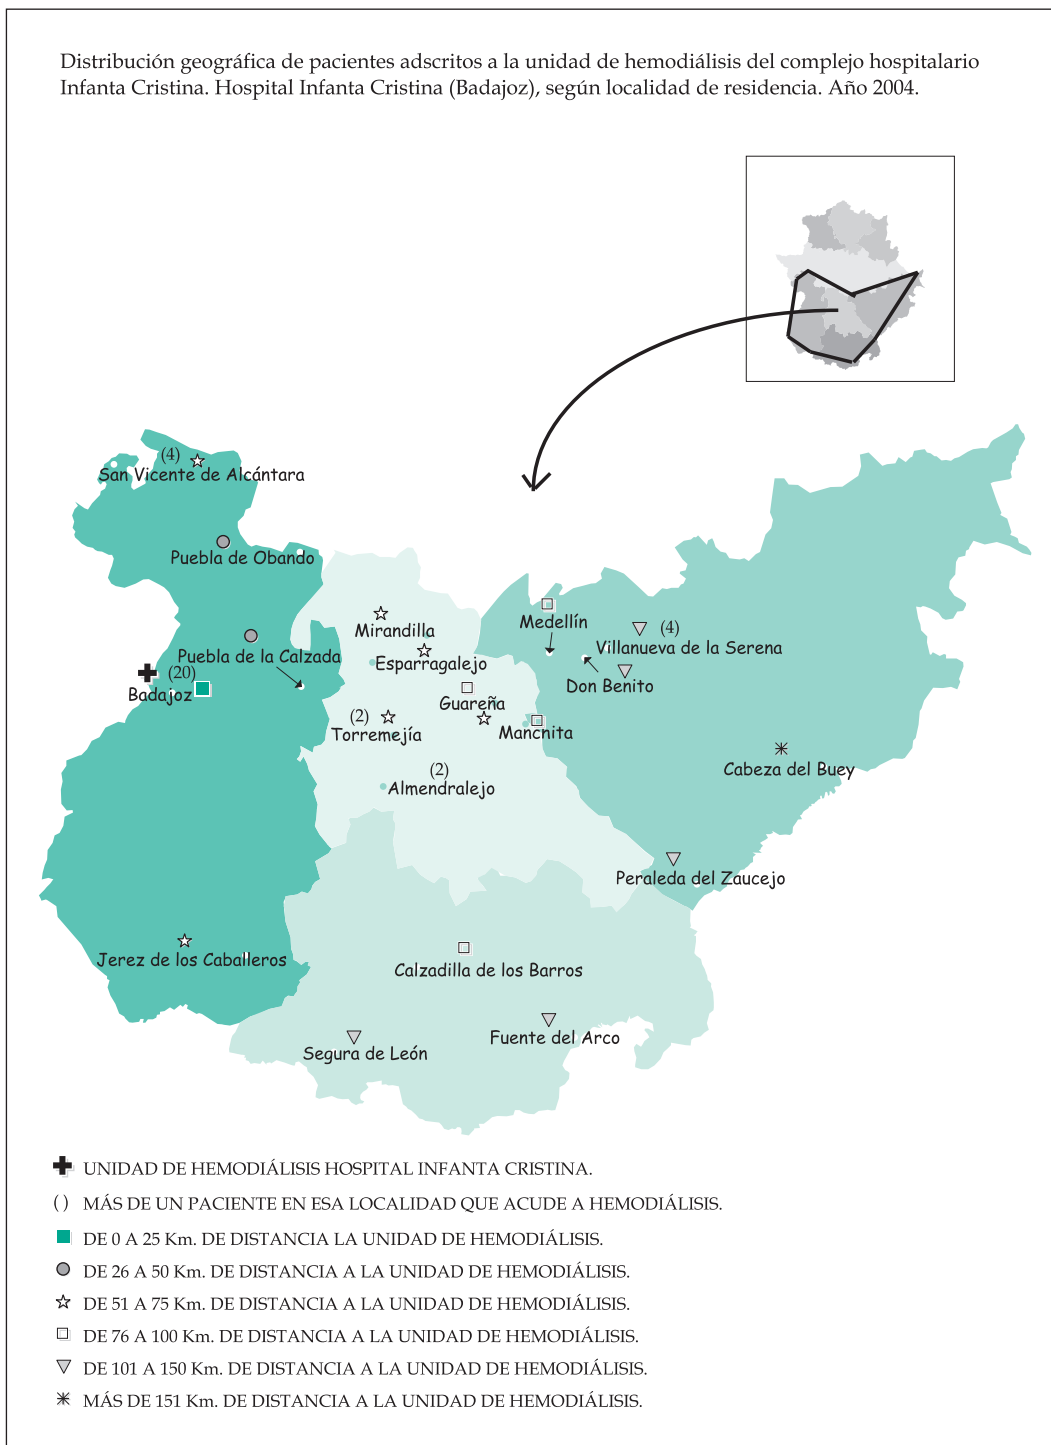 Distribución geográfica de pacientes adscritos a la unidad de hemodiálisis del complejo hospitalario
Infanta Cristina. Hospital Infanta Cristina (Badajoz), según localidad de residencia. Año 2004.
(4)
San Vicente de Alcántara
Puebla de Obando
Mirandilla
Medellín
(4)
Villanueva de la Serena
Puebla de la Calzada
Esparragalejo
(20)
Badajoz
Don Benito
Guareña
(2)
Torremejía
Mancnita
(2)
Almendralejo
Cabeza del Buey
Peraleda del Zaucejo
Jerez de los Caballeros
Calzadilla de los Barros
Fuente del Arco
Segura de León
UNIDAD DE HEMODIÁLISIS HOSPITAL INFANTA CRISTINA.
( ) MÁS DE UN PACIENTE EN ESA LOCALIDAD QUE ACUDE A HEMODIÁLISIS.
DE 0 A 25 Km. DE DISTANCIA LA UNIDAD DE HEMODIÁLISIS.
DE 26 A 50 Km. DE DISTANCIA A LA UNIDAD DE HEMODIÁLISIS.
DE 51 A 75 Km. DE DISTANCIA A LA UNIDAD DE HEMODIÁLISIS.
DE 76 A 100 Km. DE DISTANCIA A LA UNIDAD DE HEMODIÁLISIS.
DE 101 A 150 Km. DE DISTANCIA A LA UNIDAD DE HEMODIÁLISIS.
MÁS DE 151 Km. DE DISTANCIA A LA UNIDAD DE HEMODIÁLISIS.